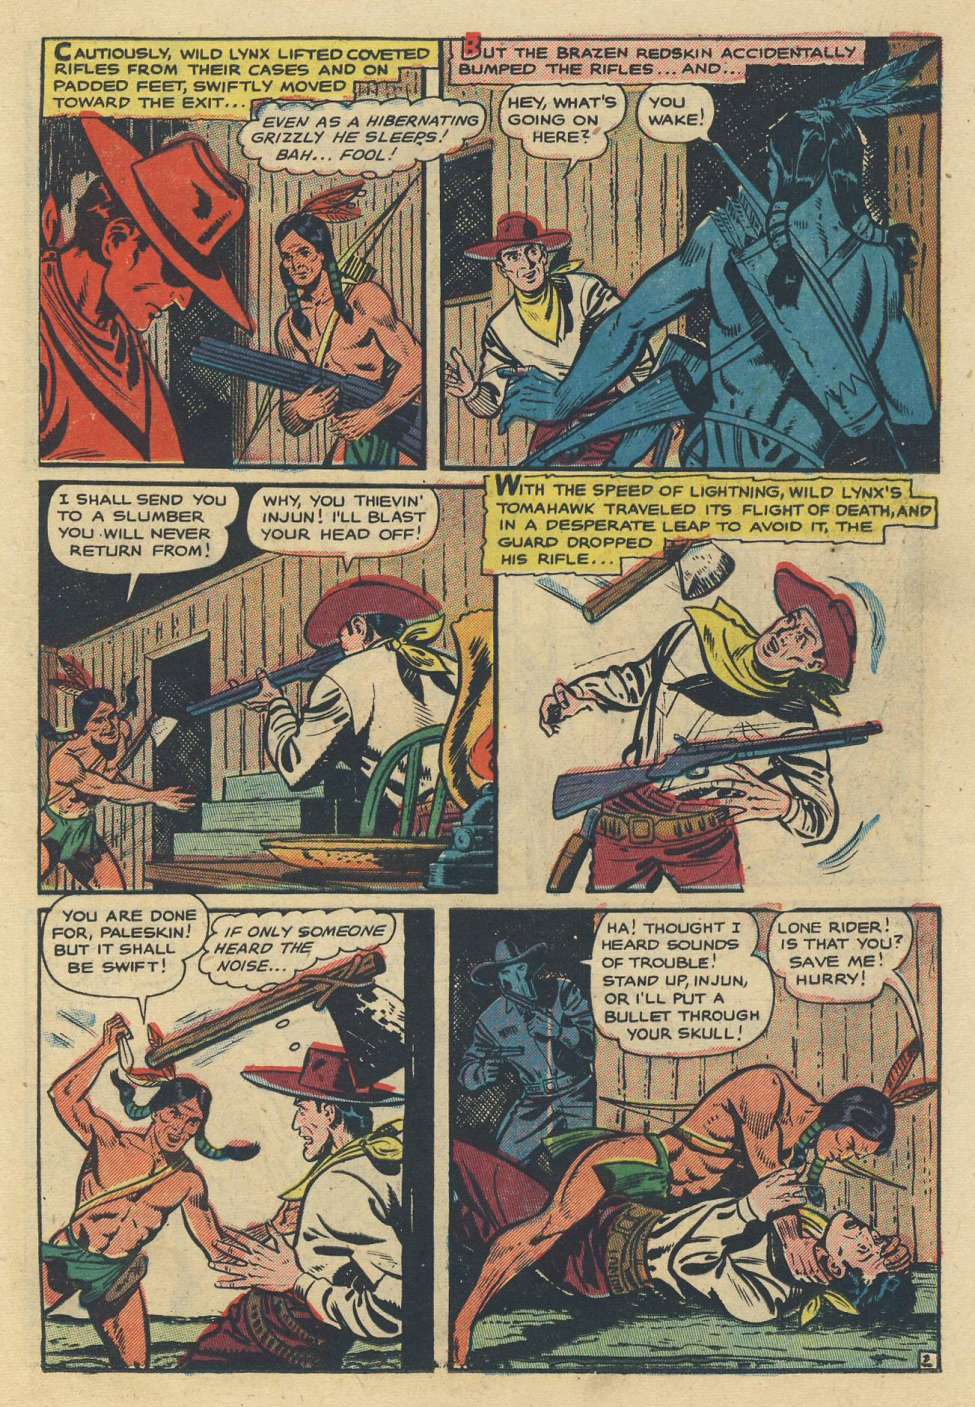 CAUTIOUSLY, WILD LYNX LIFTED COVETED
RIFLES FROM THEIR CASES AND ON
PADDED FEET, SWIFTLY MOVED
TOWARD THE EXIT...
EVEN AS A HIBERNATING
GRIZZLY HE SLEEPS!
BAH... FOOL!
BUT THE BRAZEN REDSKIN ACCIDENTALLY
BUMPED THE RIFLES... AND...
HEY, WHAT'S
GOING ON
HERE?
YOU
WAKE!
I SHALL SEND YOU
TO A SLUMBER
YOU WILL NEVER
RETURN FROM!
WHY, YOU THIEVIN'
INJUN! I'LL BLAST
YOUR HEAD OFF!
WITH THE SPEED OF LIGHTNING, WILD LYNX'S
TOMAHAWK TRAVELED ITS FLIGHT OF DEATH, AND
IN A DESPERATE LEAP TO AVOID IT, THE
GUARD DROPPED
HIS RIFLE...
YOU ARE DONE
FOR, PALESKIN!
BUT IT SHALL
BE SWIFT!
IF ONLY SOMEONE
HEARD THE
NOISE...
HA! THOUGHT I
HEARD SOUNDS
OF TROUBLE!
STAND UP, INJUN,
OR I'LL PUT A
BULLET THROUGH
YOUR SKULL!
LONE RIDER!
IS THAT YOU?
SAVE ME!
HURRY!
2